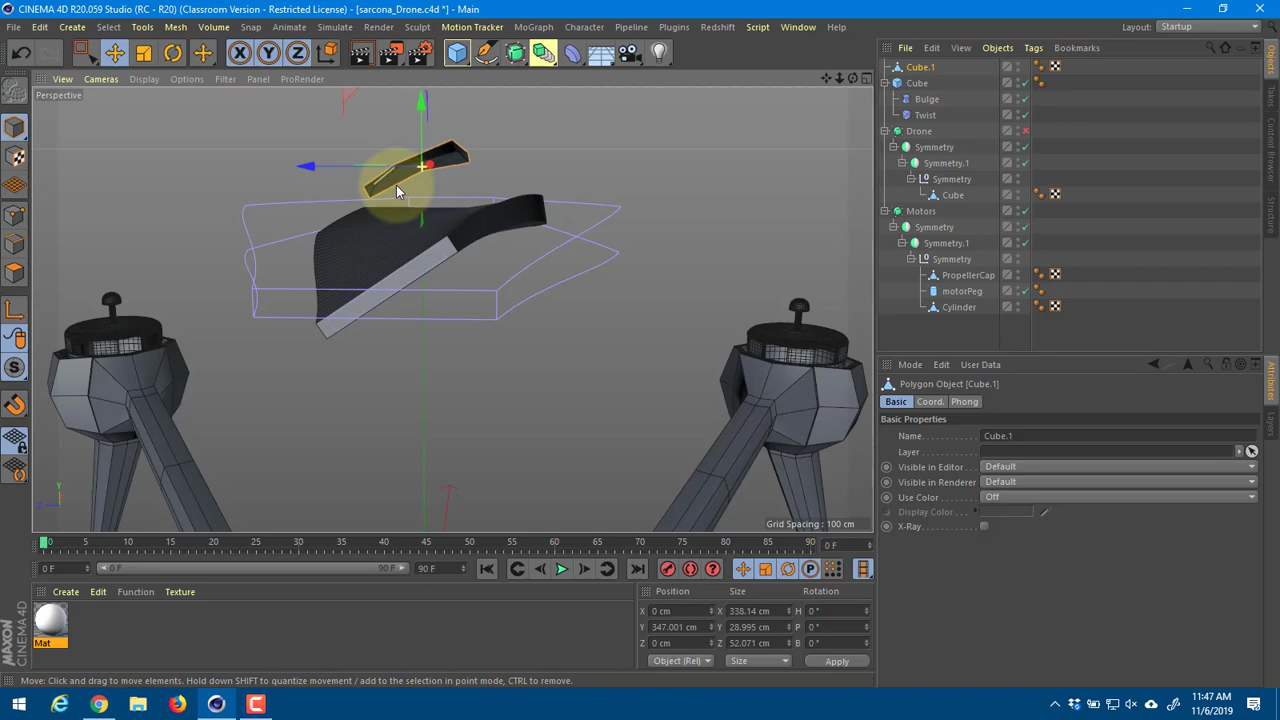 CINEMA 4D R20.059 Studio (RC - R20) (Classroom Version - Restricted License) - [sarcona_Drone.c4d *] - Main
File Edit Create Select Tools Mesh Volume Snap Animate Simulate Render Sculpt Motion Tracker MoGraph Character Pipeline Plugins Redshift Script Window Help Layout: Startup
View Cameras Display Options Filter Panel ProRender
Perspective
Grid Spacing : 100 cm
File Edit View Objects Tags Bookmarks
Cube.1
Cube
Bulge
Twist
Drone
Symmetry
Symmetry.1
Symmetry
Cube
Motors
Symmetry
Symmetry.1
Symmetry
PropellerCap
motorPeg
Cylinder
Objects
Takes
Content Browser
Structure
Mode Edit User Data
Polygon Object [Cube.1]
Basic Coord. Phong
Basic Properties
Name Cube.1
Layer
Visible in Editor Default
Visible in Renderer Default
Use Color Off
Display Color
X-Ray
Attributes
Layers
0 5 10 15 20 25 30 35 40 45 50 55 60 65 70 75 80 85 90 0 F
0 F 0 F 90 F 90 F
Create Edit Function Texture
Mat
Position Size Rotation
X 0 cm X 338.14 cm H 0 °
Y 347.001 cm Y 28.995 cm P 0 °
Z 0 cm Z 52.071 cm B 0 °
Object (Rel) Size Apply
MAXON CINEMA 4D
Move: Click and drag to move elements. Hold down SHIFT to quantize movement / add to the selection in point mode, CTRL to remove.
11:47 AM
11/6/2019